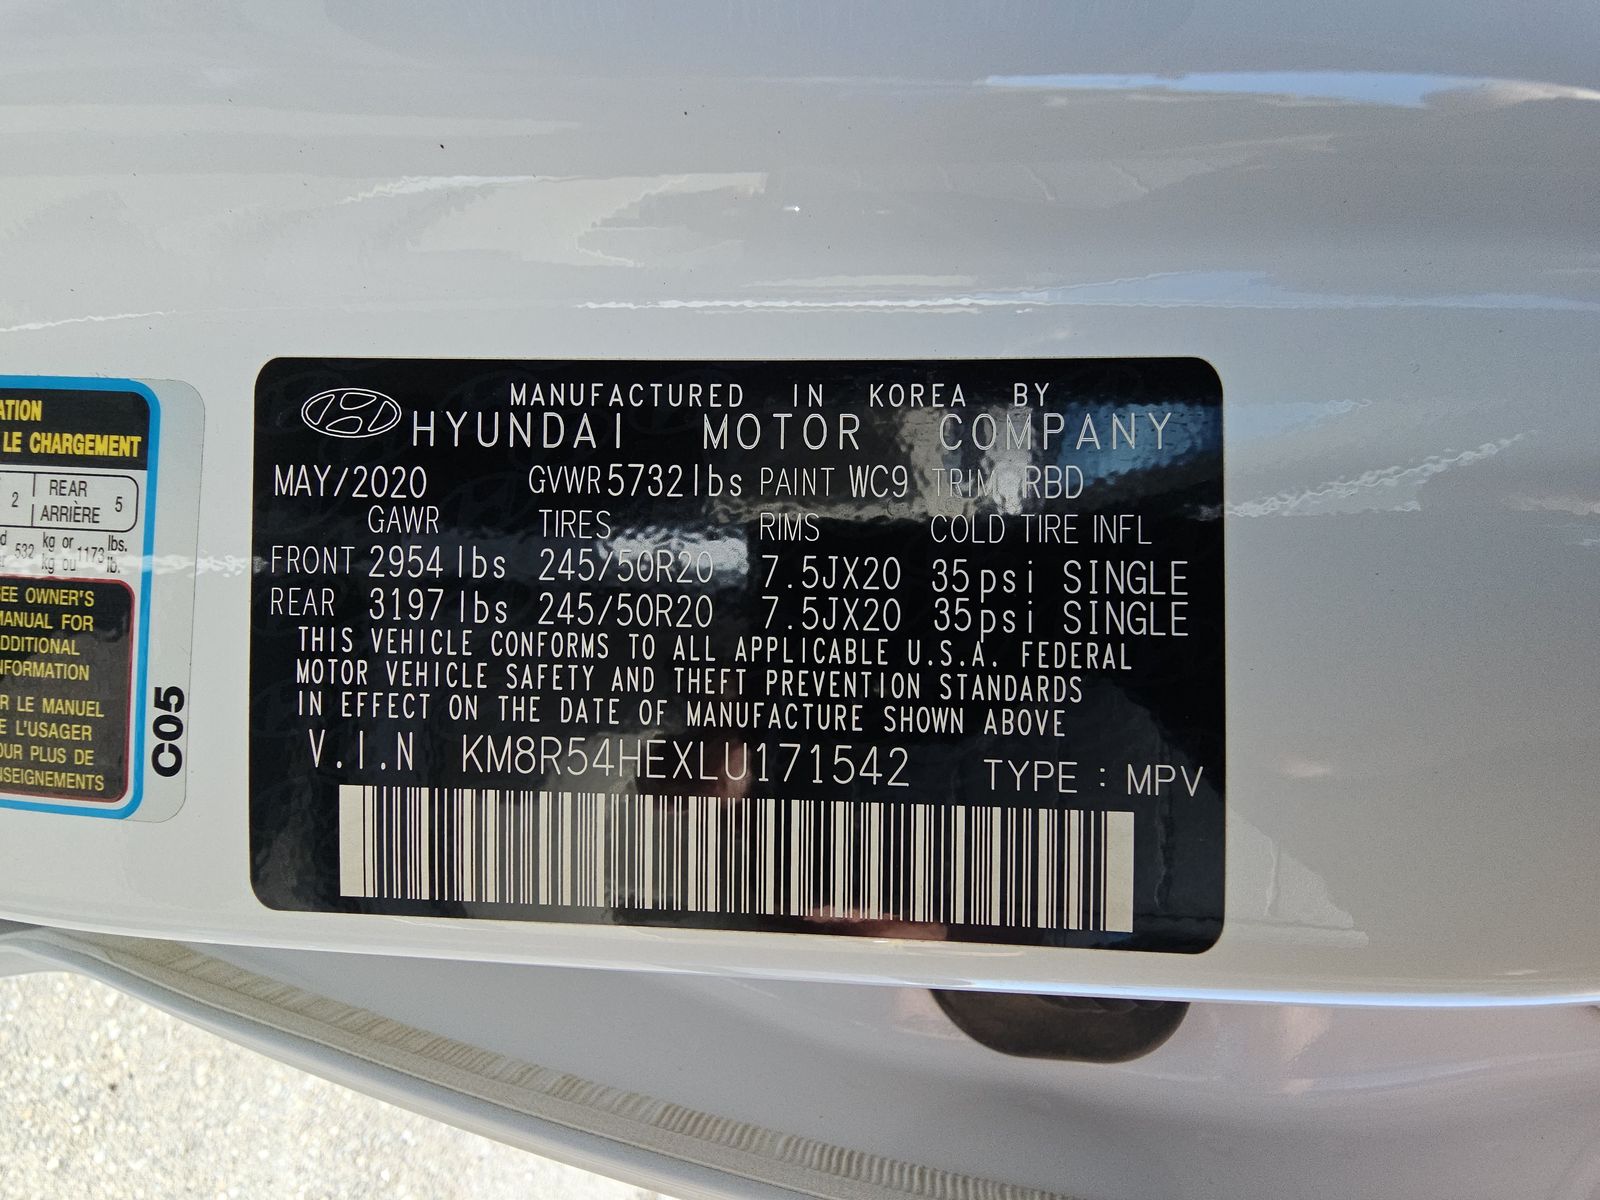 MANUFACTURED IN KOREA BY
HYUNDAI MOTOR COMPANY
MAY/2020 GVWR 5732 lbs PAINT WC9 TRIM RBD
GAWR TIRES RIMS COLD TIRE INFL
FRONT 2954 lbs 245/50R20 7.5JX20 35psi SINGLE
REAR 3197 lbs 245/50R20 7.5JX20 35psi SINGLE
THIS VEHICLE CONFORMS TO ALL APPLICABLE U.S.A. FEDERAL
MOTOR VEHICLE SAFETY AND THEFT PREVENTION STANDARDS
IN EFFECT ON THE DATE OF MANUFACTURE SHOWN ABOVE
V.I.N KM8R54HEXLU171542 TYPE : MPV
ATION
LE CHARGEMENT
2 REAR 5
ARRIÈRE
532 kg or 1173 lbs.
kg ou lb.
EE OWNER'S
MANUAL FOR
DDITIONAL
NFORMATION
R LE MANUEL
E L'USAGER
OUR PLUS DE
NSEIGNEMENTS
C05